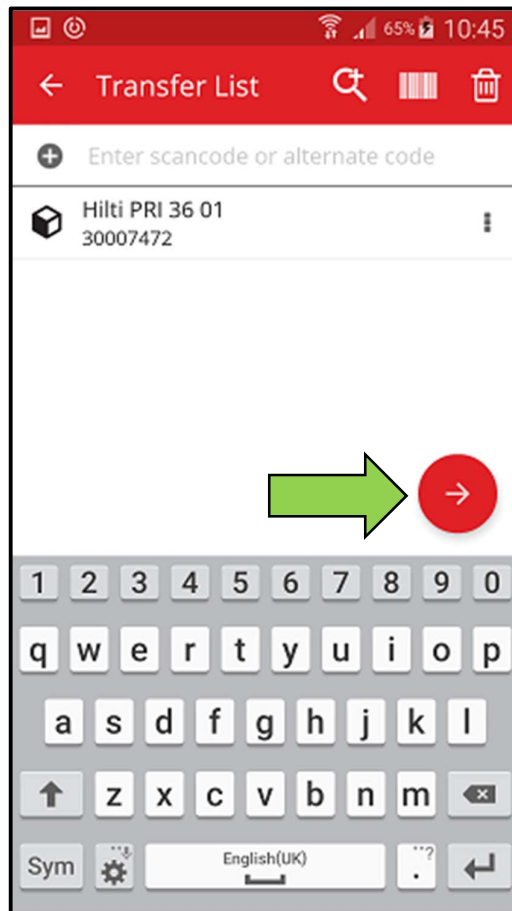 65% 10:45
Transfer List
Enter scancode or alternate code
Hilti PRI 36 01
30007472
1 2 3 4 5 6 7 8 9 0
q w e r t y u i o p
a s d f g h j k l
z x c v b n m
Sym English(UK) . ?